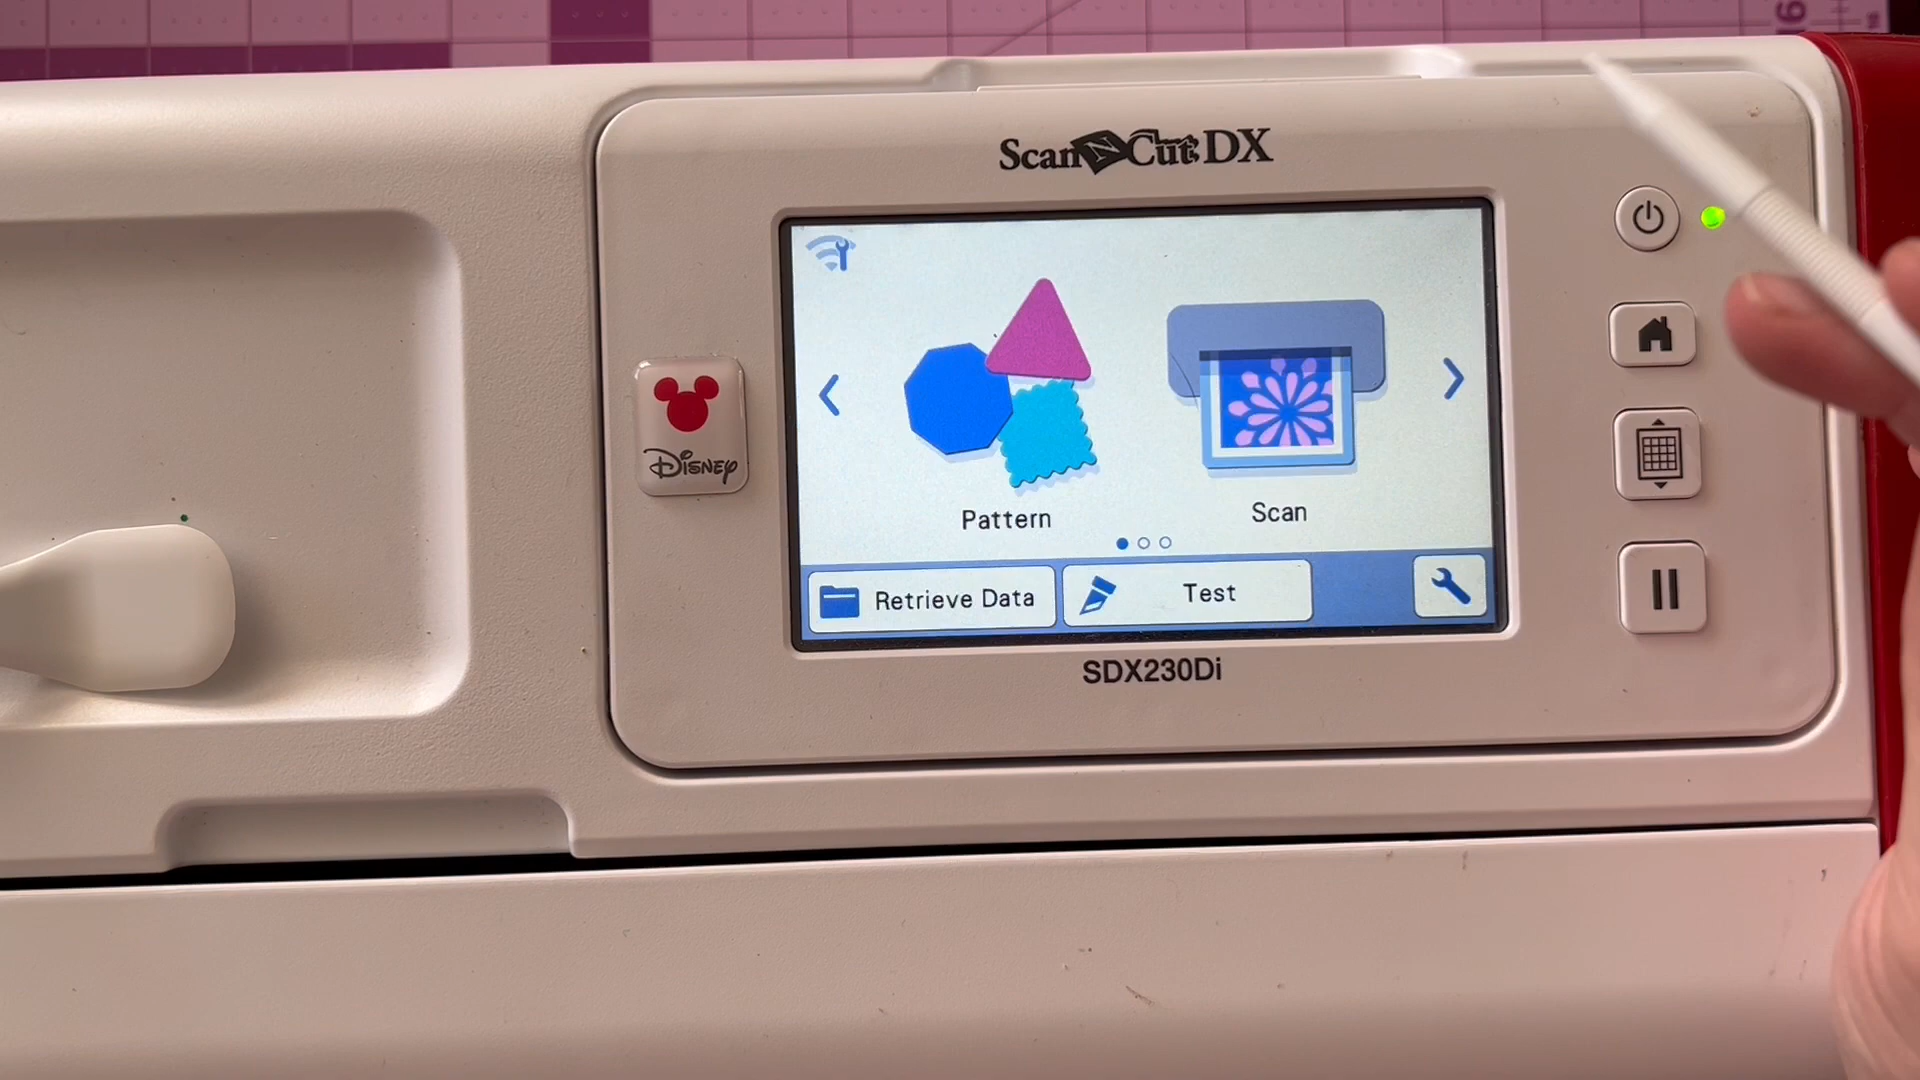 ScanNCut DX
Disney
Pattern
Scan
Retrieve Data
Test
SDX230Di